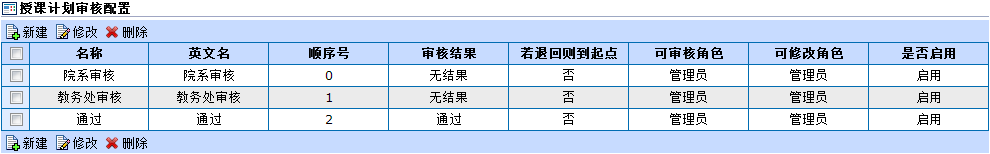 授课计划审核配置
新建 修改 删除
名称 英文名 顺序号 审核结果 若退回则到起点 可审核角色 可修改角色 是否启用
院系审核 院系审核 0 无结果 否 管理员 管理员 启用
教务处审核 教务处审核 1 无结果 否 管理员 管理员 启用
通过 通过 2 通过 否 管理员 管理员 启用
新建 修改 删除